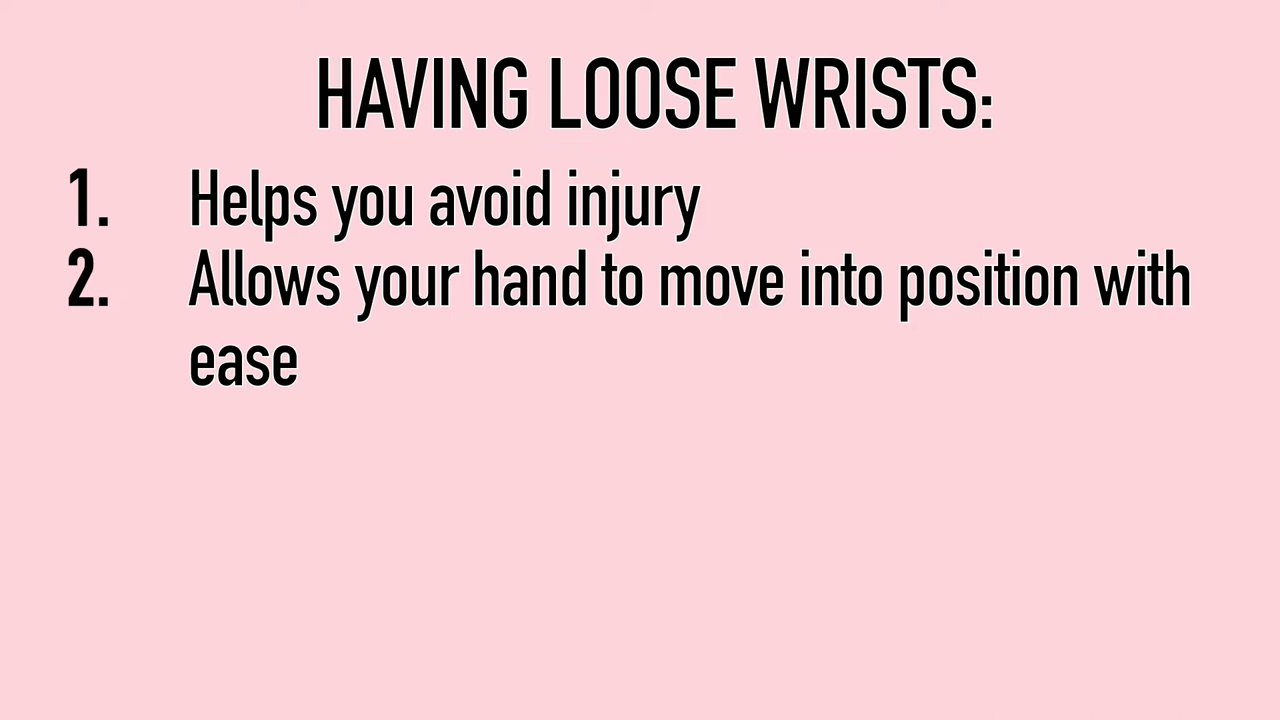 HAVING LOOSE WRISTS:
1. Helps you avoid injury
2. Allows your hand to move into position with
ease